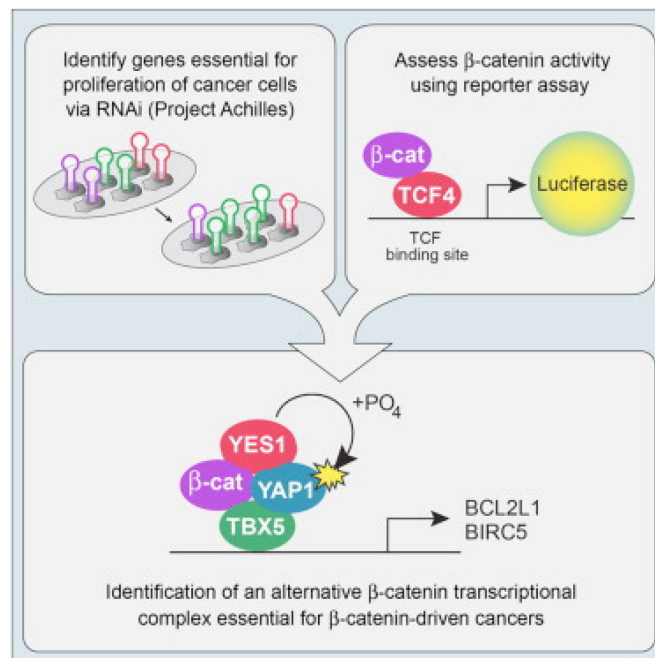 Identify genes essential for
proliferation of cancer cells
via RNAi (Project Achilles)
Assess β-catenin activity
using reporter assay
β-cat
TCF4
Luciferase
TCF
binding site
+PO4
YES1
β-cat
YAP1
TBX5
BCL2L1
BIRC5
Identification of an alternative β-catenin transcriptional
complex essential for β-catenin-driven cancers